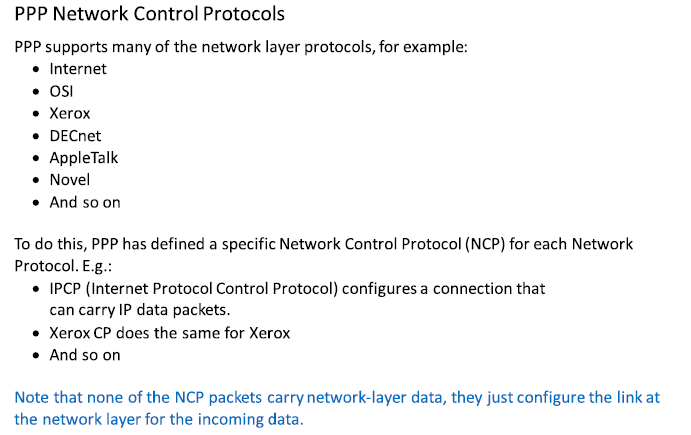 PPP Network Control Protocols
PPP supports many of the network layer protocols, for example:
• Internet
• OSI
• Xerox
• DECnet
• AppleTalk
• Novel
• And so on
To do this, PPP has defined a specific Network Control Protocol (NCP) for each Network
Protocol. E.g.:
• IPCP (Internet Protocol Control Protocol) configures a connection that
can carry IP data packets.
• Xerox CP does the same for Xerox
• And so on
Note that none of the NCP packets carry network-layer data, they just configure the link at
the network layer for the incoming data.